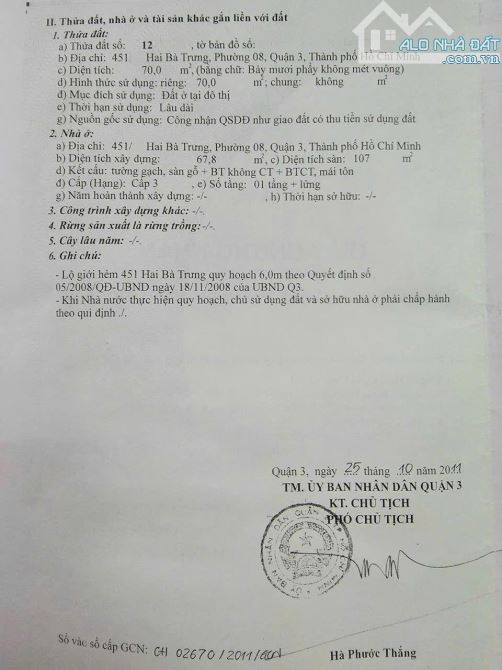 ALO NHÀ ĐẤT
.com.vn
II. Thửa đất, nhà ở và tài sản khác gắn liền với đất
1. Thửa đất:
a) Thửa đất số: 12 , tờ bản đồ số:
b) Địa chỉ: 451 Hai Bà Trưng, Phường 08, Quận 3, Thành phố Hồ Chí Minh
c) Diện tích: 70,0 m², (bằng chữ: Bảy mươi phẩy không mét vuông)
d) Hình thức sử dụng: riêng: 70,0 m²; chung: không m²
đ) Mục đích sử dụng: Đất ở tại đô thị
e) Thời hạn sử dụng: Lâu dài
g) Nguồn gốc sử dụng: Công nhận QSDĐ như giao đất có thu tiền sử dụng đất
2. Nhà ở:
a) Địa chỉ: 451/ Hai Bà Trưng, Phường 08, Quận 3, Thành phố Hồ Chí Minh
b) Diện tích xây dựng: 67,8 m², c) Diện tích sàn: 107 m²
d) Kết cấu: tường gạch, sàn gỗ + BT không CT + BTCT, mái tôn
đ) Cấp (Hạng): Cấp 3 , e) Số tầng: 01 tầng + lửng
g) Năm hoàn thành xây dựng: -/- , h) Thời hạn sở hữu: -/-
3. Công trình xây dựng khác: -/-.
4. Rừng sản xuất là rừng trồng: -/-.
5. Cây lâu năm: -/-.
6. Ghi chú:
- Lộ giới hẻm 451 Hai Bà Trưng quy hoạch 6,0m theo Quyết định số
05/2008/QĐ-UBND ngày 18/11/2008 của UBND Q3.
- Khi Nhà nước thực hiện quy hoạch, chủ sử dụng đất và sở hữu nhà ở phải chấp hành
theo qui định ./.
Quận 3, ngày 25 tháng 10 năm 2011
TM. ỦY BAN NHÂN DÂN QUẬN 3
KT. CHỦ TỊCH
PHÓ CHỦ TỊCH
Số vào sổ cấp GCN: CH 02670/2011/GCN
Hà Phước Thắng